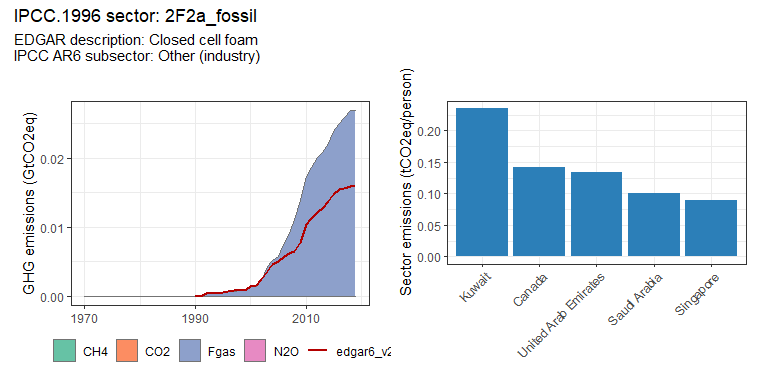 IPCC.1996 sector: 2F2a_fossil
EDGAR description: Closed cell foam
IPCC AR6 subsector: Other (industry)
GHG emissions (GtCO2eq)
0.02
0.01
0.00
1970
1990
2010
CH4
CO2
Fgas
N2O
edgar6_v2
Sector emissions (tCO2eq/person)
0.20
0.15
0.10
0.05
0.00
Kuwait
Canada
United Arab Emirates
Saudi Arabia
Singapore